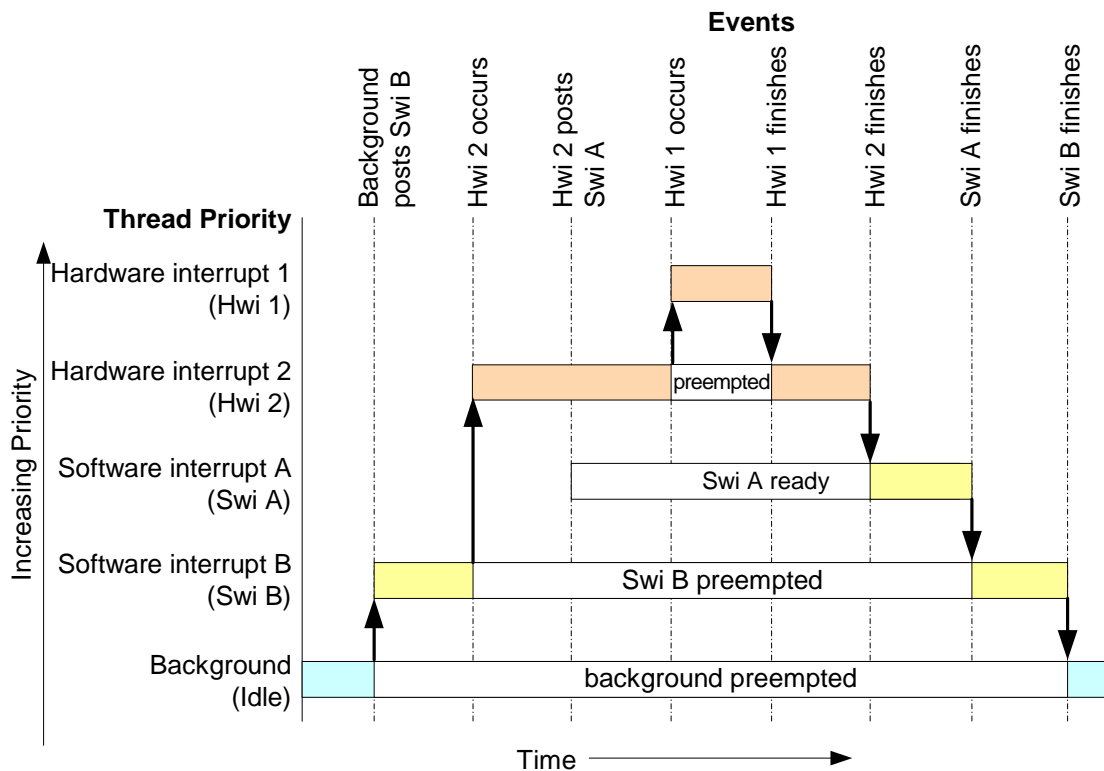 Events
Background
posts Swi B
Hwi 2 occurs
Hwi 2 posts
Swi A
Hwi 1 occurs
Hwi 1 finishes
Hwi 2 finishes
Swi A finishes
Swi B finishes
Thread Priority
Increasing Priority
Hardware interrupt 1
(Hwi 1)
Hardware interrupt 2
(Hwi 2)
preempted
Software interrupt A
(Swi A)
Swi A ready
Software interrupt B
(Swi B)
Swi B preempted
Background
(Idle)
background preempted
Time